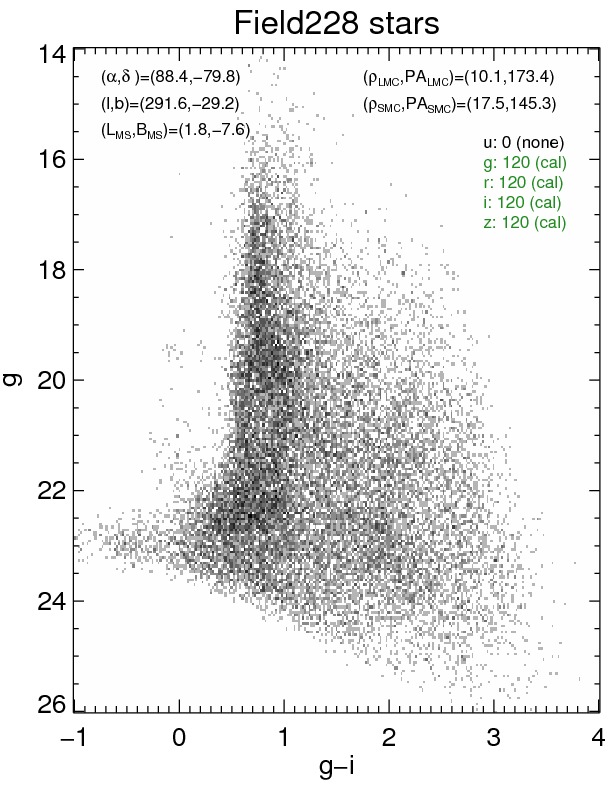 Field228 stars
(α,δ )=(88.4,−79.8)
(ρLMC,PALMC)=(10.1,173.4)
(l,b)=(291.6,−29.2)
(ρSMC,PASMC)=(17.5,145.3)
(LMS,BMS)=(1.8,−7.6)
u: 0 (none)
g: 120 (cal)
r: 120 (cal)
i: 120 (cal)
z: 120 (cal)
14
16
18
20
22
24
26
g
−1 0 1 2 3 4
g−i